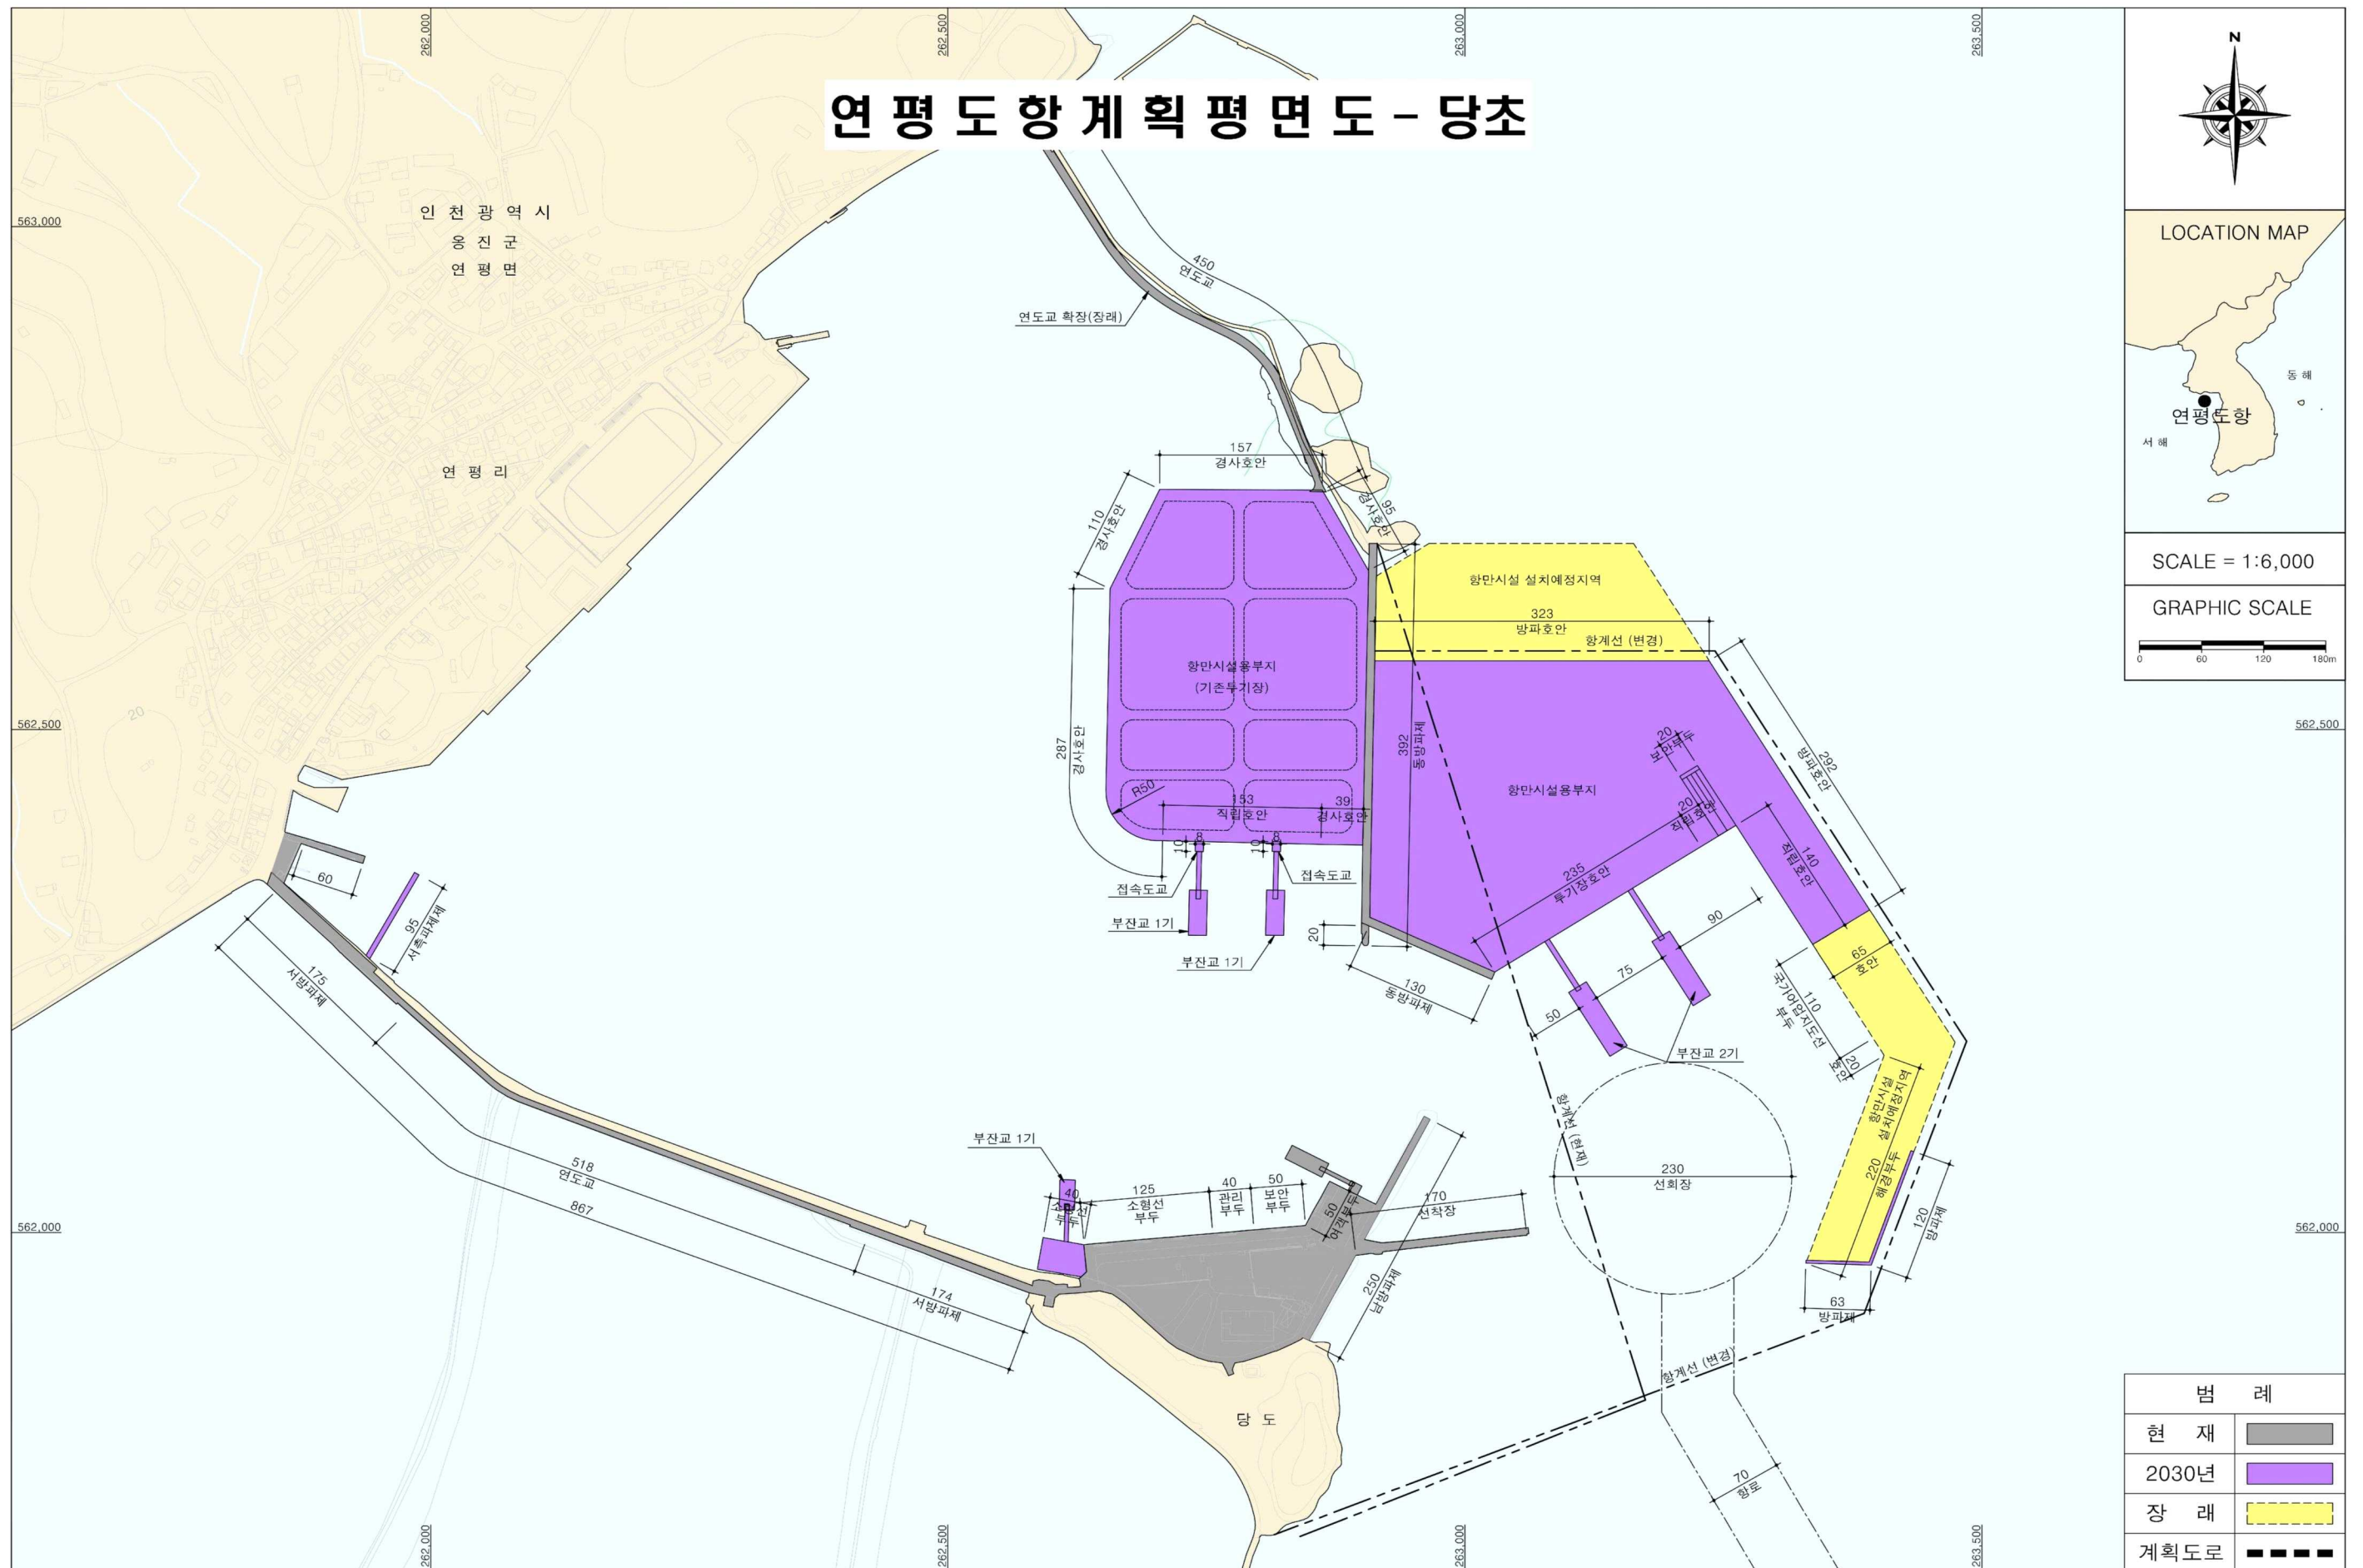 262,000
262,500
263,000
263,500
연평도항계획평면도 - 당초
N
LOCATION MAP
동 해
연평도항
서 해
SCALE = 1:6,000
GRAPHIC SCALE
0 60 120 180m
563,000
인 천 광 역 시
옹 진 군
연 평 면
연 평 리
20
450
연도교
연도교 확장(장래)
157
경사호안
110
경사호안
95
경사호안
항만시설 설치예정지역
323
방파호안
항계선 (변경)
항만시설용부지
(기존투기장)
287
경사호안
392
동방파제
562,500
562,500
20
보안부두
292
방파호안
항만시설용부지
R50
153
직립호안
39
경사호안
20
직립호안
8
10
8
10
접속도교
접속도교
부잔교 1기
부잔교 1기
235
투기장호안
140
직립호안
60
95
서측파제제
20
130
동방파제
90
75
50
부잔교 2기
65
호안
110
국가어업지도선
부두
20
호안
175
서방파제
항만시설
설치예정지역
220
해경부두
항계선 (현재)
부잔교 1기
518
연도교
867
40
소형선
부두
125
소형선
부두
40
관리
부두
50
보안
부두
50
여객부두
170
선착장
230
선회장
120
방파제
562,000
562,000
250
남방파제
174
서방파제
63
방파제
항계선 (변경)
당 도
70
항로
범 례
현 재
2030년
장 래
계획도로
262,000
262,500
263,000
263,500